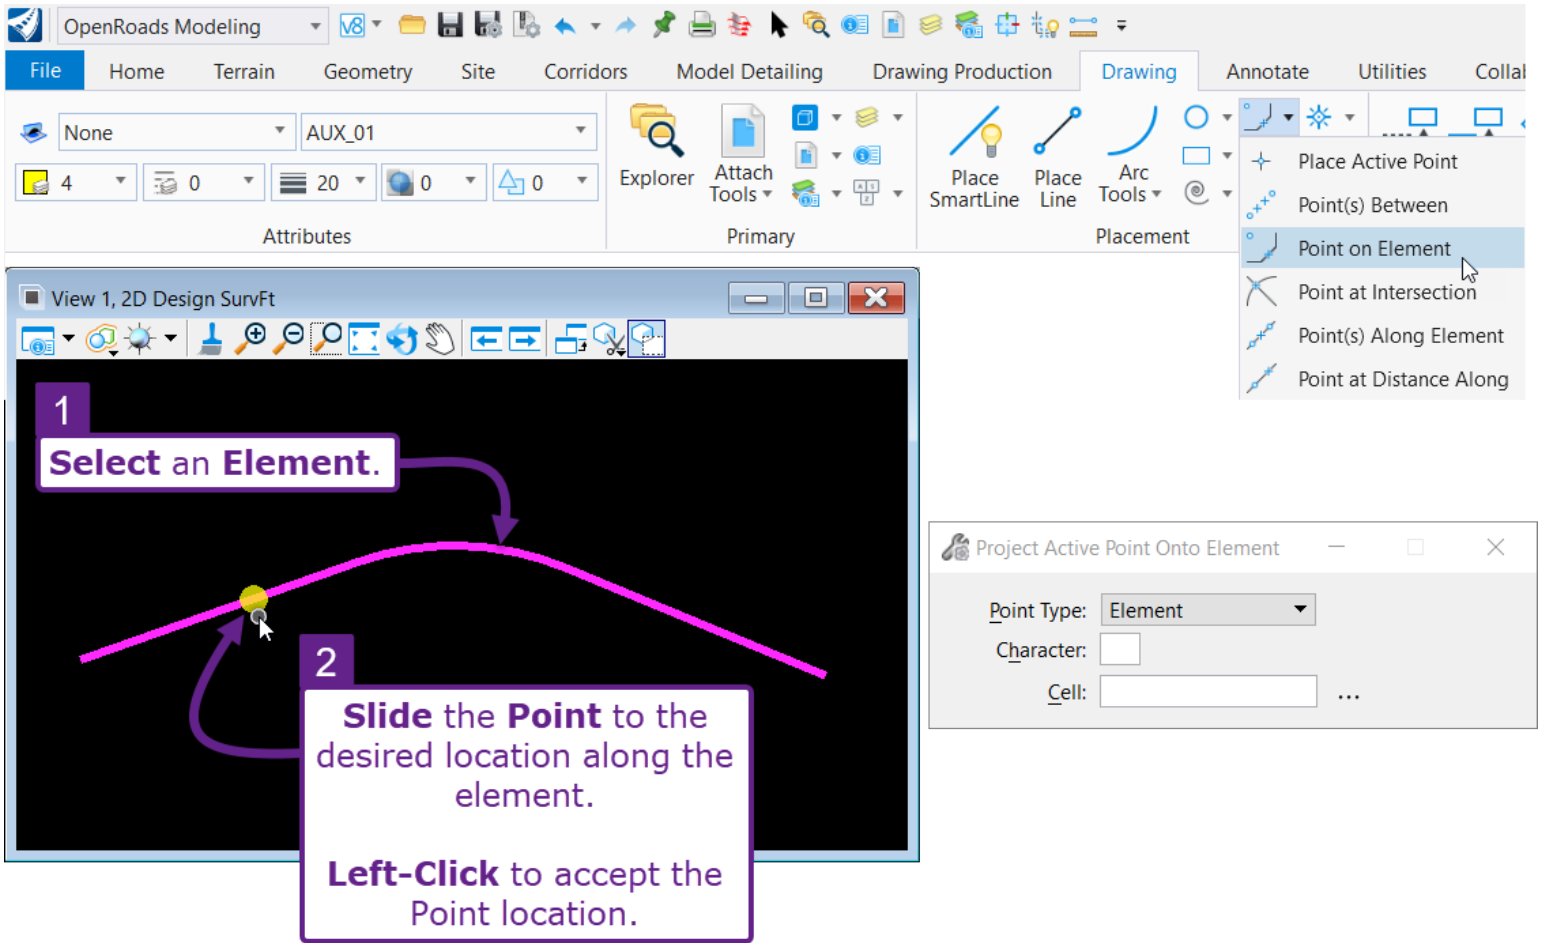 OpenRoads Modeling
V8
File Home Terrain Geometry Site Corridors Model Detailing Drawing Production Drawing Annotate Utilities Collab
None AUX_01
4 0 20 0 0
Attributes
Explorer
Attach
Tools
Primary
Place
SmartLine
Place
Line
Arc
Tools
Placement
Place Active Point
Point(s) Between
Point on Element
Point at Intersection
Point(s) Along Element
Point at Distance Along
View 1, 2D Design SurvFt
1
Select an Element.
2
Slide the Point to the
desired location along the
element.
Left-Click to accept the
Point location.
Project Active Point Onto Element
Point Type: Element
Character:
Cell:
...